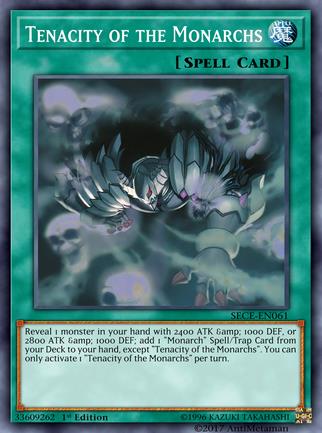 Tenacity of the Monarchs
[Spell Card]
SECE-EN061
Reveal 1 monster in your hand with 2400 ATK &amp; 1000 DEF, or
2800 ATK &amp; 1000 DEF; add 1 "Monarch" Spell/Trap Card from
your Deck to your hand, except "Tenacity of the Monarchs". You can
only activate 1 "Tenacity of the Monarchs" per turn.
33609262 1st Edition ©1996 KAZUKI TAKAHASHI
©2017 AntiMetaman